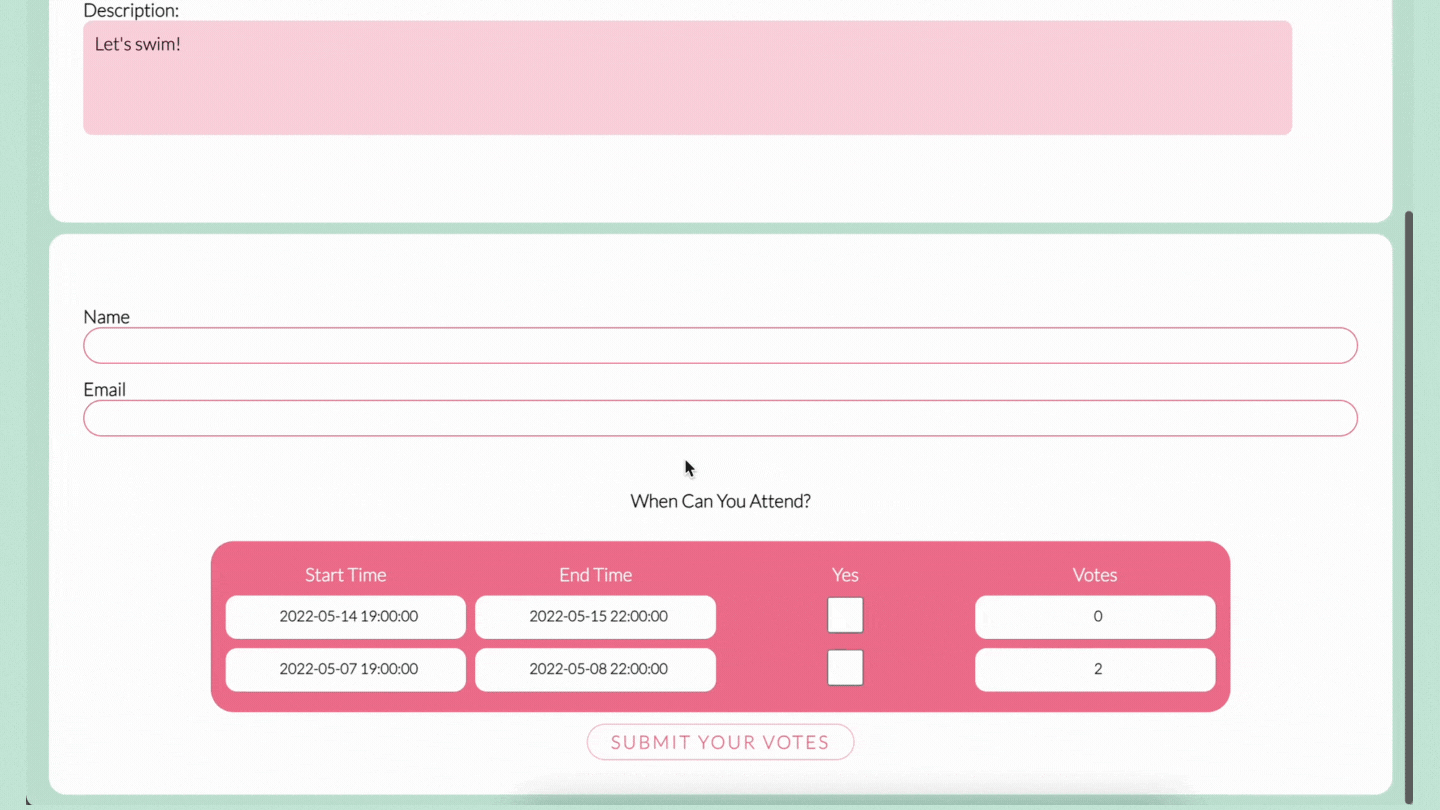 Description:
Let's swim!
Name
Email
When Can You Attend?
Start Time End Time Yes Votes
2022-05-14 19:00:00 2022-05-15 22:00:00 0
2022-05-07 19:00:00 2022-05-08 22:00:00 2
SUBMIT YOUR VOTES